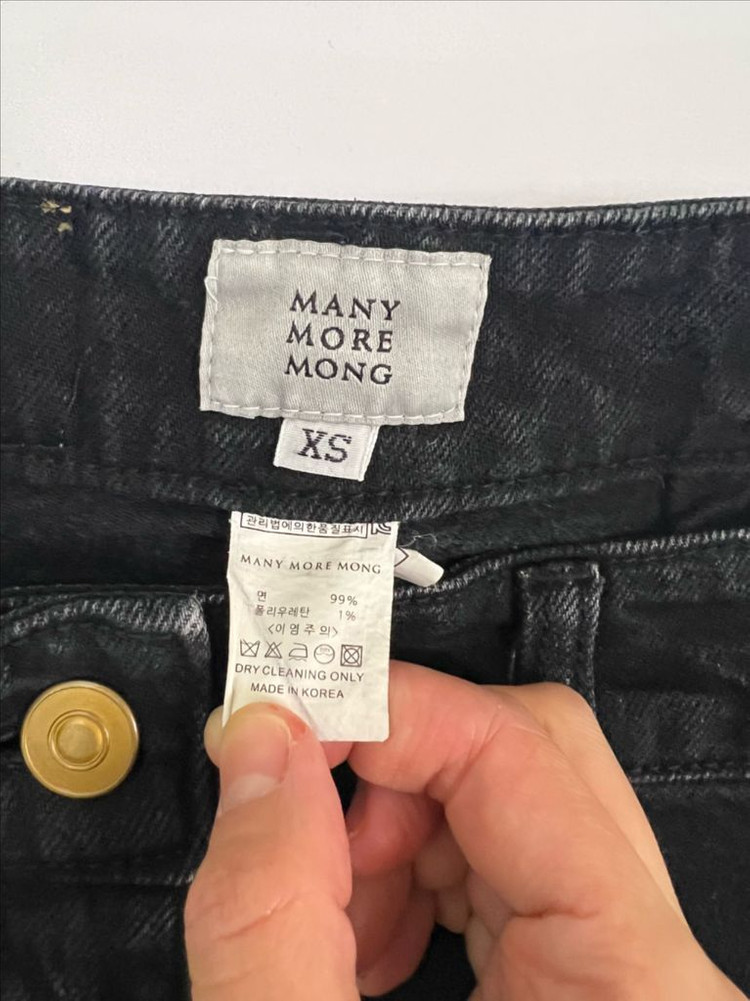 MANY
MORE
MONG
XS
관리법에의한품질표시
MANY MORE MONG
면 99%
폴리우레탄 1%
<이염주의>
DRY CLEANING ONLY
MADE IN KOREA